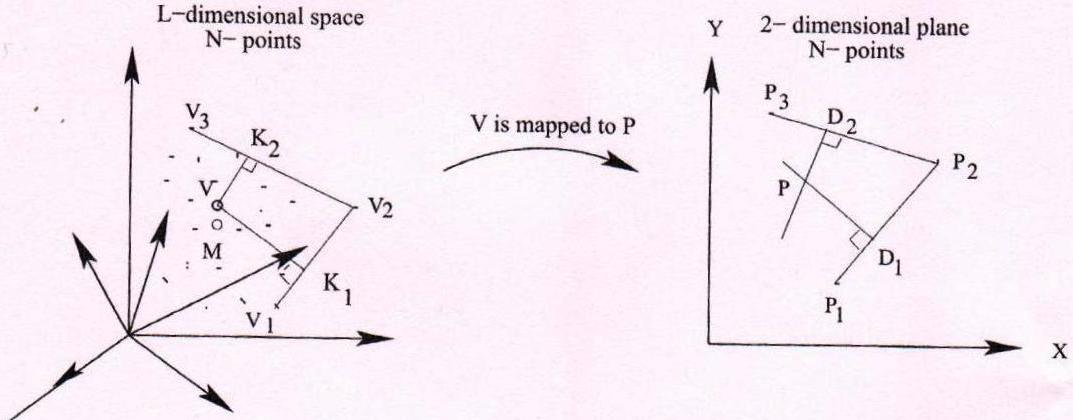 L-dimensional space
N- points
V3
K2
V
V2
M
K1
V1
V is mapped to P
Y
2- dimensional plane
N- points
P3
D2
P2
P
D1
P1
X